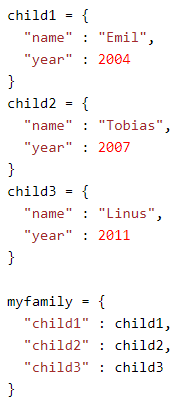 child1 = {
  "name" : "Emil",
  "year" : 2004
}
child2 = {
  "name" : "Tobias",
  "year" : 2007
}
child3 = {
  "name" : "Linus",
  "year" : 2011
}

myfamily = {
  "child1" : child1,
  "child2" : child2,
  "child3" : child3
}